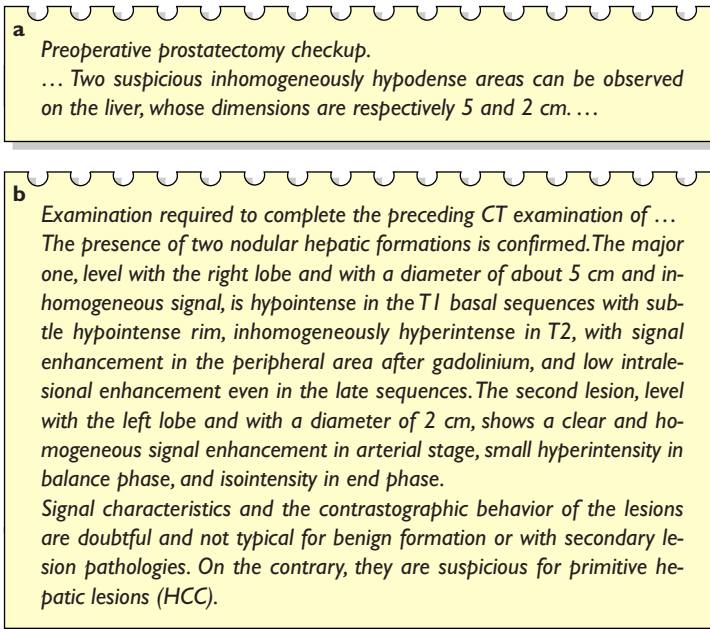 a
Preoperative prostatectomy checkup.
… Two suspicious inhomogeneously hypodense areas can be observed
on the liver, whose dimensions are respectively 5 and 2 cm. …
b
Examination required to complete the preceding CT examination of …
The presence of two nodular hepatic formations is confirmed. The major
one, level with the right lobe and with a diameter of about 5 cm and in-
homogeneous signal, is hypointense in the T1 basal sequences with sub-
tle hypointense rim, inhomogeneously hyperintense in T2, with signal
enhancement in the peripheral area after gadolinium, and low intrale-
sional enhancement even in the late sequences. The second lesion, level
with the left lobe and with a diameter of 2 cm, shows a clear and ho-
mogeneous signal enhancement in arterial stage, small hyperintensity in
balance phase, and isointensity in end phase.
Signal characteristics and the contrastographic behavior of the lesions
are doubtful and not typical for benign formation or with secondary le-
sion pathologies. On the contrary, they are suspicious for primitive he-
patic lesions (HCC).